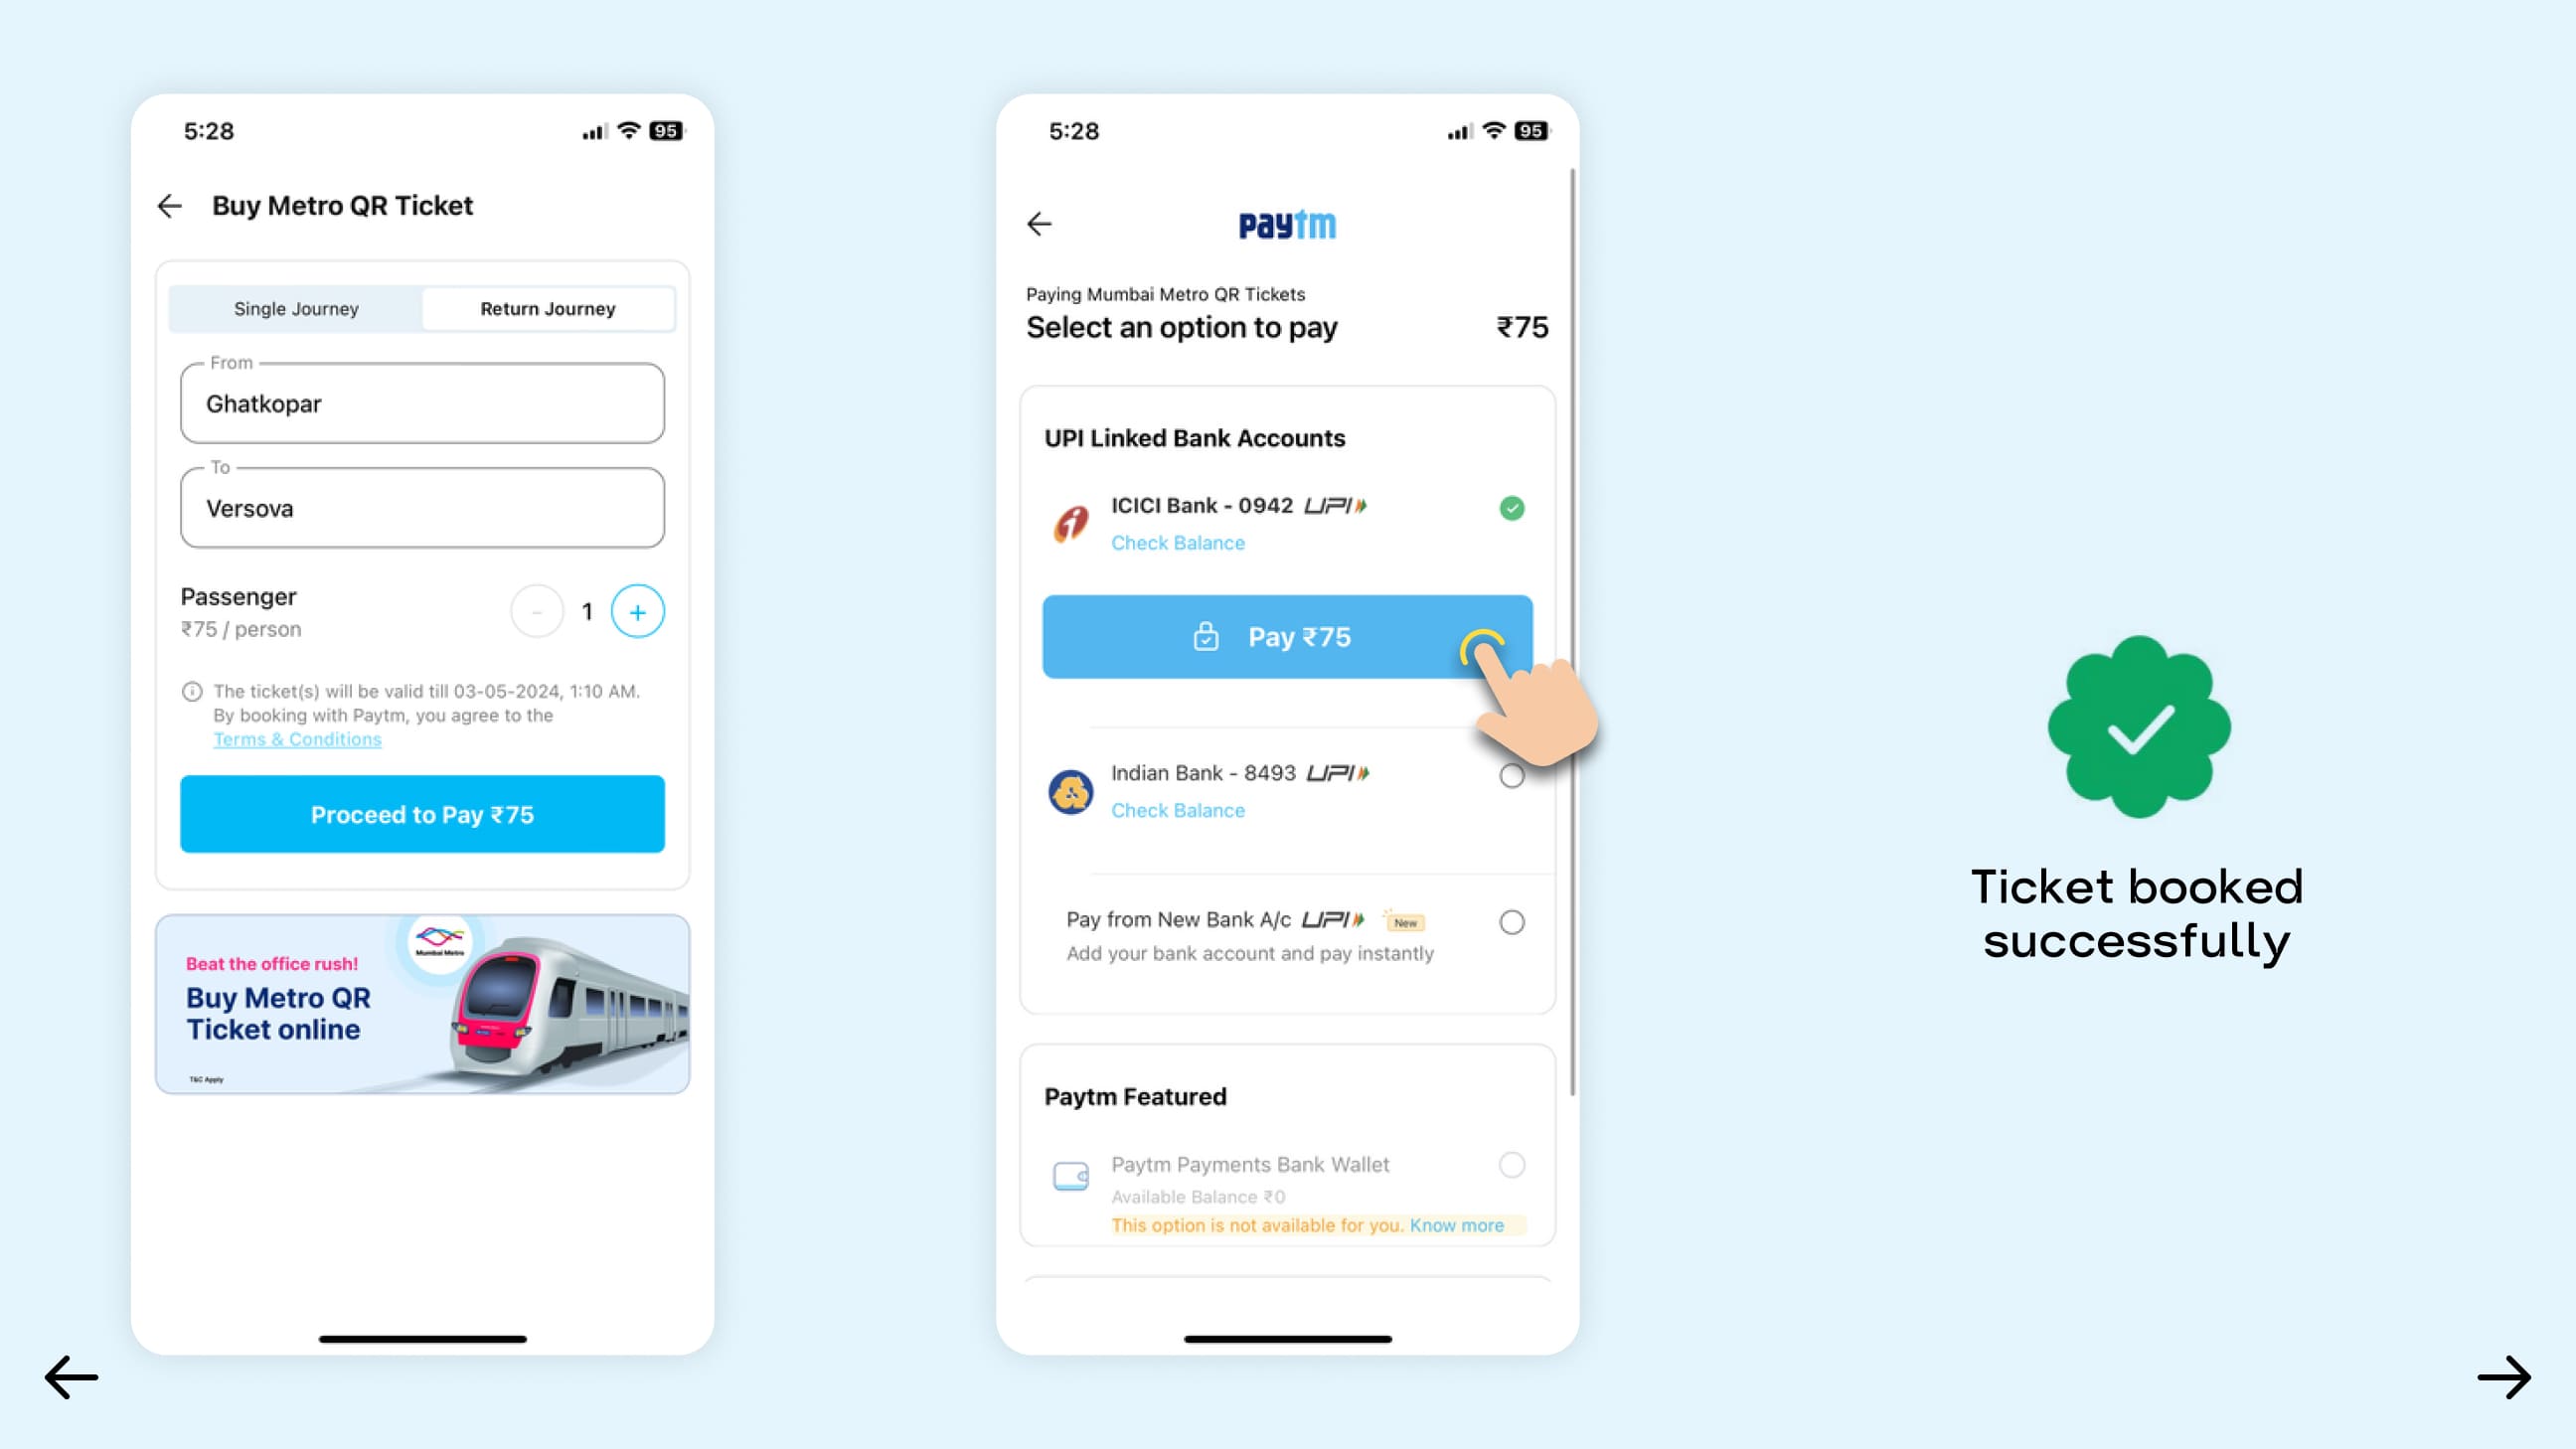 5:28
95
Buy Metro QR Ticket
Single Journey
Return Journey
From
Ghatkopar
To
Versova
Passenger
₹75 / person
-
1
+
The ticket(s) will be valid till 03-05-2024, 1:10 AM.
By booking with Paytm, you agree to the
Terms & Conditions
Proceed to Pay ₹75
Mumbai Metro
Beat the office rush!
Buy Metro QR
Ticket online
T&C Apply
5:28
95
paytm
Paying Mumbai Metro QR Tickets
Select an option to pay
₹75
UPI Linked Bank Accounts
ICICI Bank - 0942 UPI
Check Balance
Pay ₹75
Indian Bank - 8493 UPI
Check Balance
Pay from New Bank A/c UPI New
Add your bank account and pay instantly
Paytm Featured
Paytm Payments Bank Wallet
Available Balance ₹0
This option is not available for you. Know more
Ticket booked
successfully